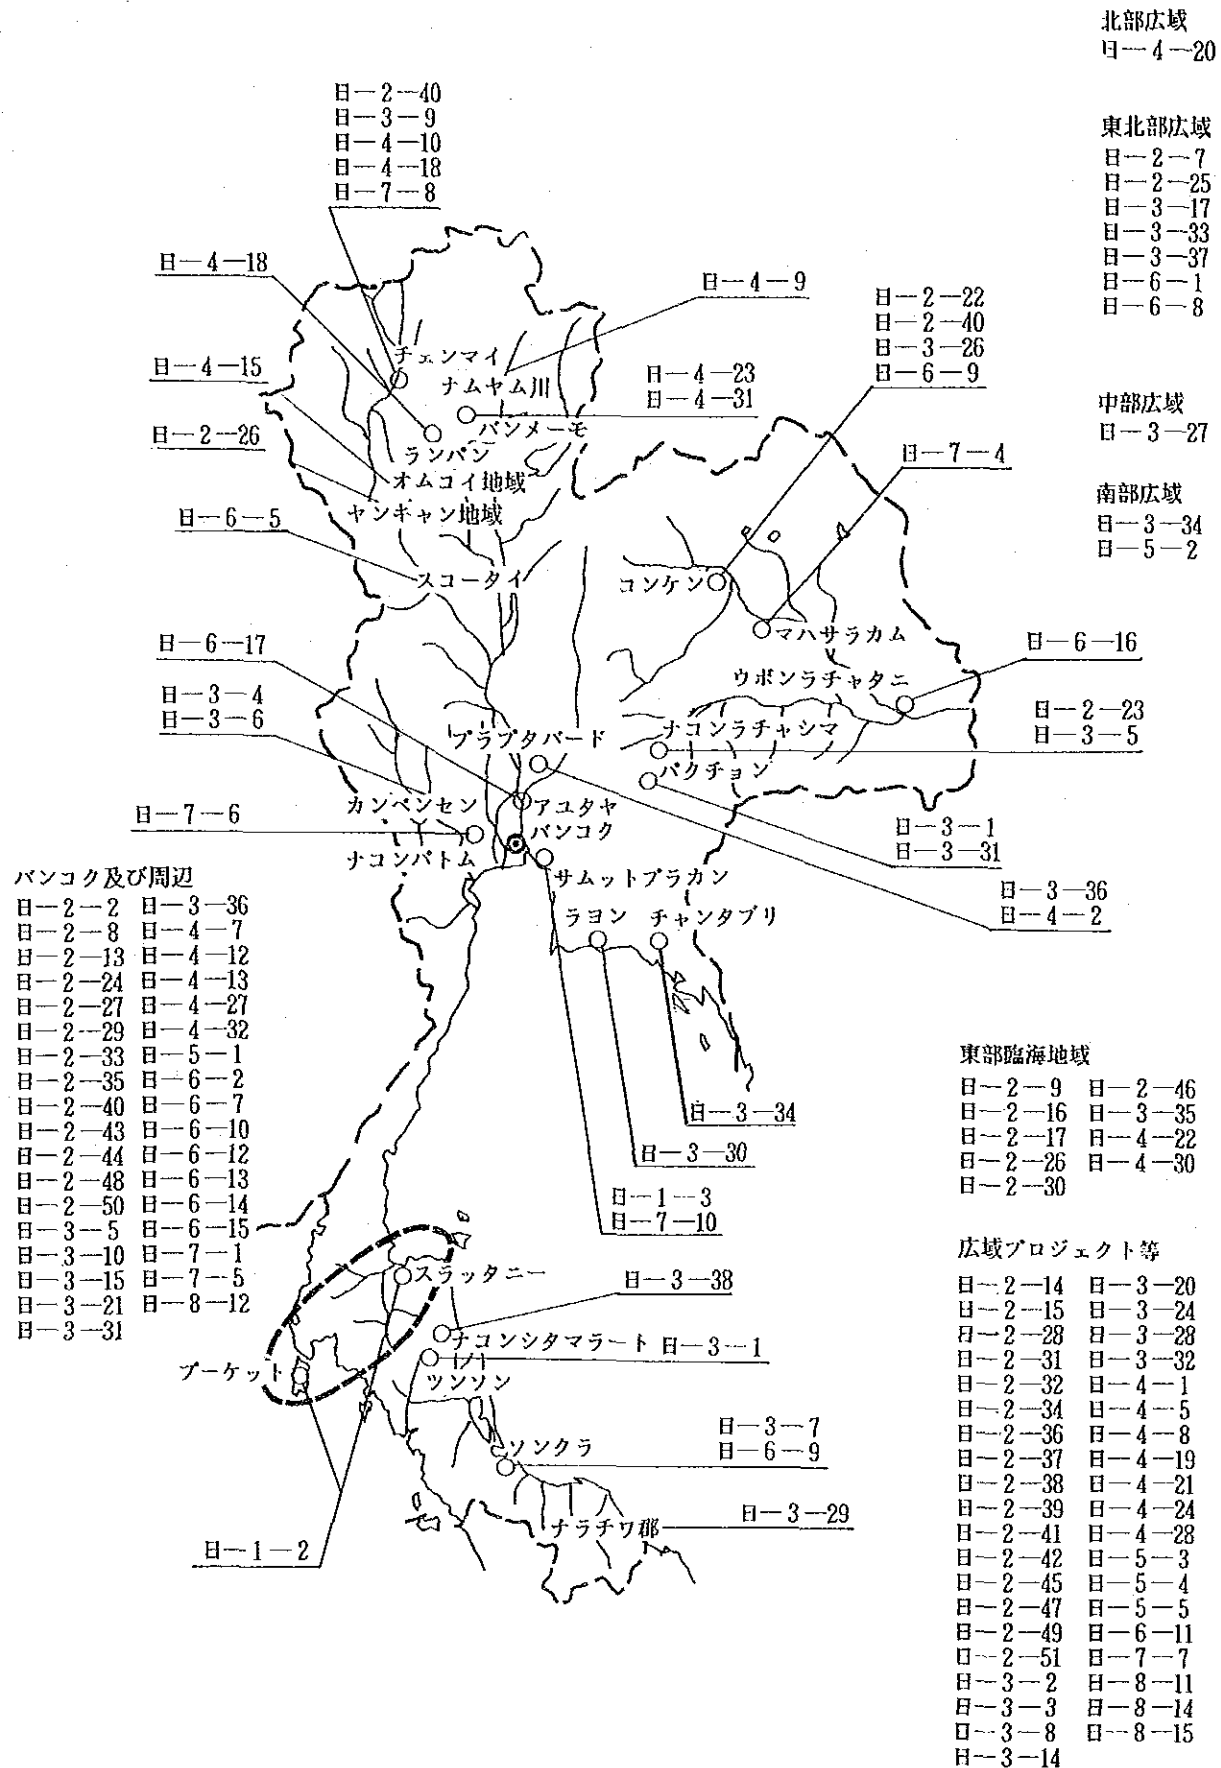 北部広域
日－4－20
東北部広域
日－2－7
日－2－25
日－3－17
日－3－33
日－3－37
日－6－1
日－6－8
中部広域
日－3－27
南部広域
日－3－34
日－5－2
日－2－40
日－3－9
日－4－10
日－4－18
日－7－8
日－4－18
日－4－9
日－2－22
日－2－40
日－3－26
日－6－9
日－4－15
チェンマイ
ナムヤム川
日－4－23
日－4－31
バンメーモ
日－2－26
ランパン
日－7－4
オムコイ地域
ヤンキャン地域
日－6－5
スコータイ
コンケン
マハサラカム
日－6－17
日－6－16
ウボンラチャタニ
日－3－4
日－3－6
日－2－23
日－3－5
プラプタバード
ナコンラチャシマ
パクチョン
カンペンセン
アユタヤ
日－7－6
バンコク
日－3－1
日－3－31
ナコンパトム
サムットプラカン
日－3－36
日－4－2
ラヨン
チャンタブリ
バンコク及び周辺
日－2－2 日－3－36
日－2－8 日－4－7
日－2－13 日－4－12
日－2－24 日－4－13
日－2－27 日－4－27
日－2－29 日－4－32
日－2－33 日－5－1
日－2－35 日－6－2
日－2－40 日－6－7
日－2－43 日－6－10
日－2－44 日－6－12
日－2－48 日－6－13
日－2－50 日－6－14
日－3－5 日－6－15
日－3－10 日－7－1
日－3－15 日－7－5
日－3－21 日－8－12
日－3－31
日－3－34
日－3－30
日－1－3
日－7－10
東部臨海地域
日－2－9 日－2－46
日－2－16 日－3－35
日－2－17 日－4－22
日－2－26 日－4－30
日－2－30
スラッタニー
日－3－38
ナコンシタマラート 日－3－1
プーケット
ツンソン
日－3－7
日－6－9
ソンクラ
日－3－29
ナラチワ郡
日－1－2
広域プロジェクト等
日－2－14 日－3－20
日－2－15 日－3－24
日－2－28 日－3－28
日－2－31 日－3－32
日－2－32 日－4－1
日－2－34 日－4－5
日－2－36 日－4－8
日－2－37 日－4－19
日－2－38 日－4－21
日－2－39 日－4－24
日－2－41 日－4－28
日－2－42 日－5－3
日－2－45 日－5－4
日－2－47 日－5－5
日－2－49 日－6－11
日－2－51 日－7－7
日－3－2 日－8－11
日－3－3 日－8－14
日－3－8 日－8－15
日－3－14